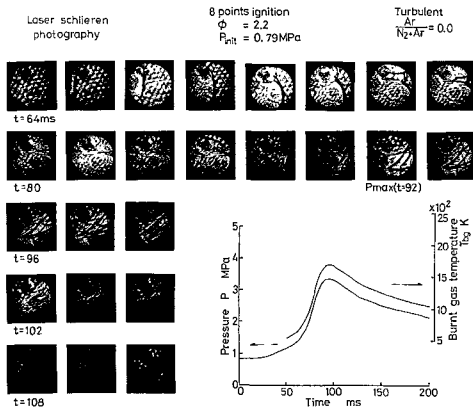 Laser schlieren
photography
8 points ignition
Φ = 2.2
Pinit = 0.79MPa
Turbulent
Ar
N2+Ar =0.0
t=64ms
t=80
Pmax(t=92)
t=96
t=102
t=108
Pressure P MPa
5
4
3
2
1
0
0
50
100
150
200
Time ms
×10²
25
20
15
10
5
Burnt gas temperature
Tbg K